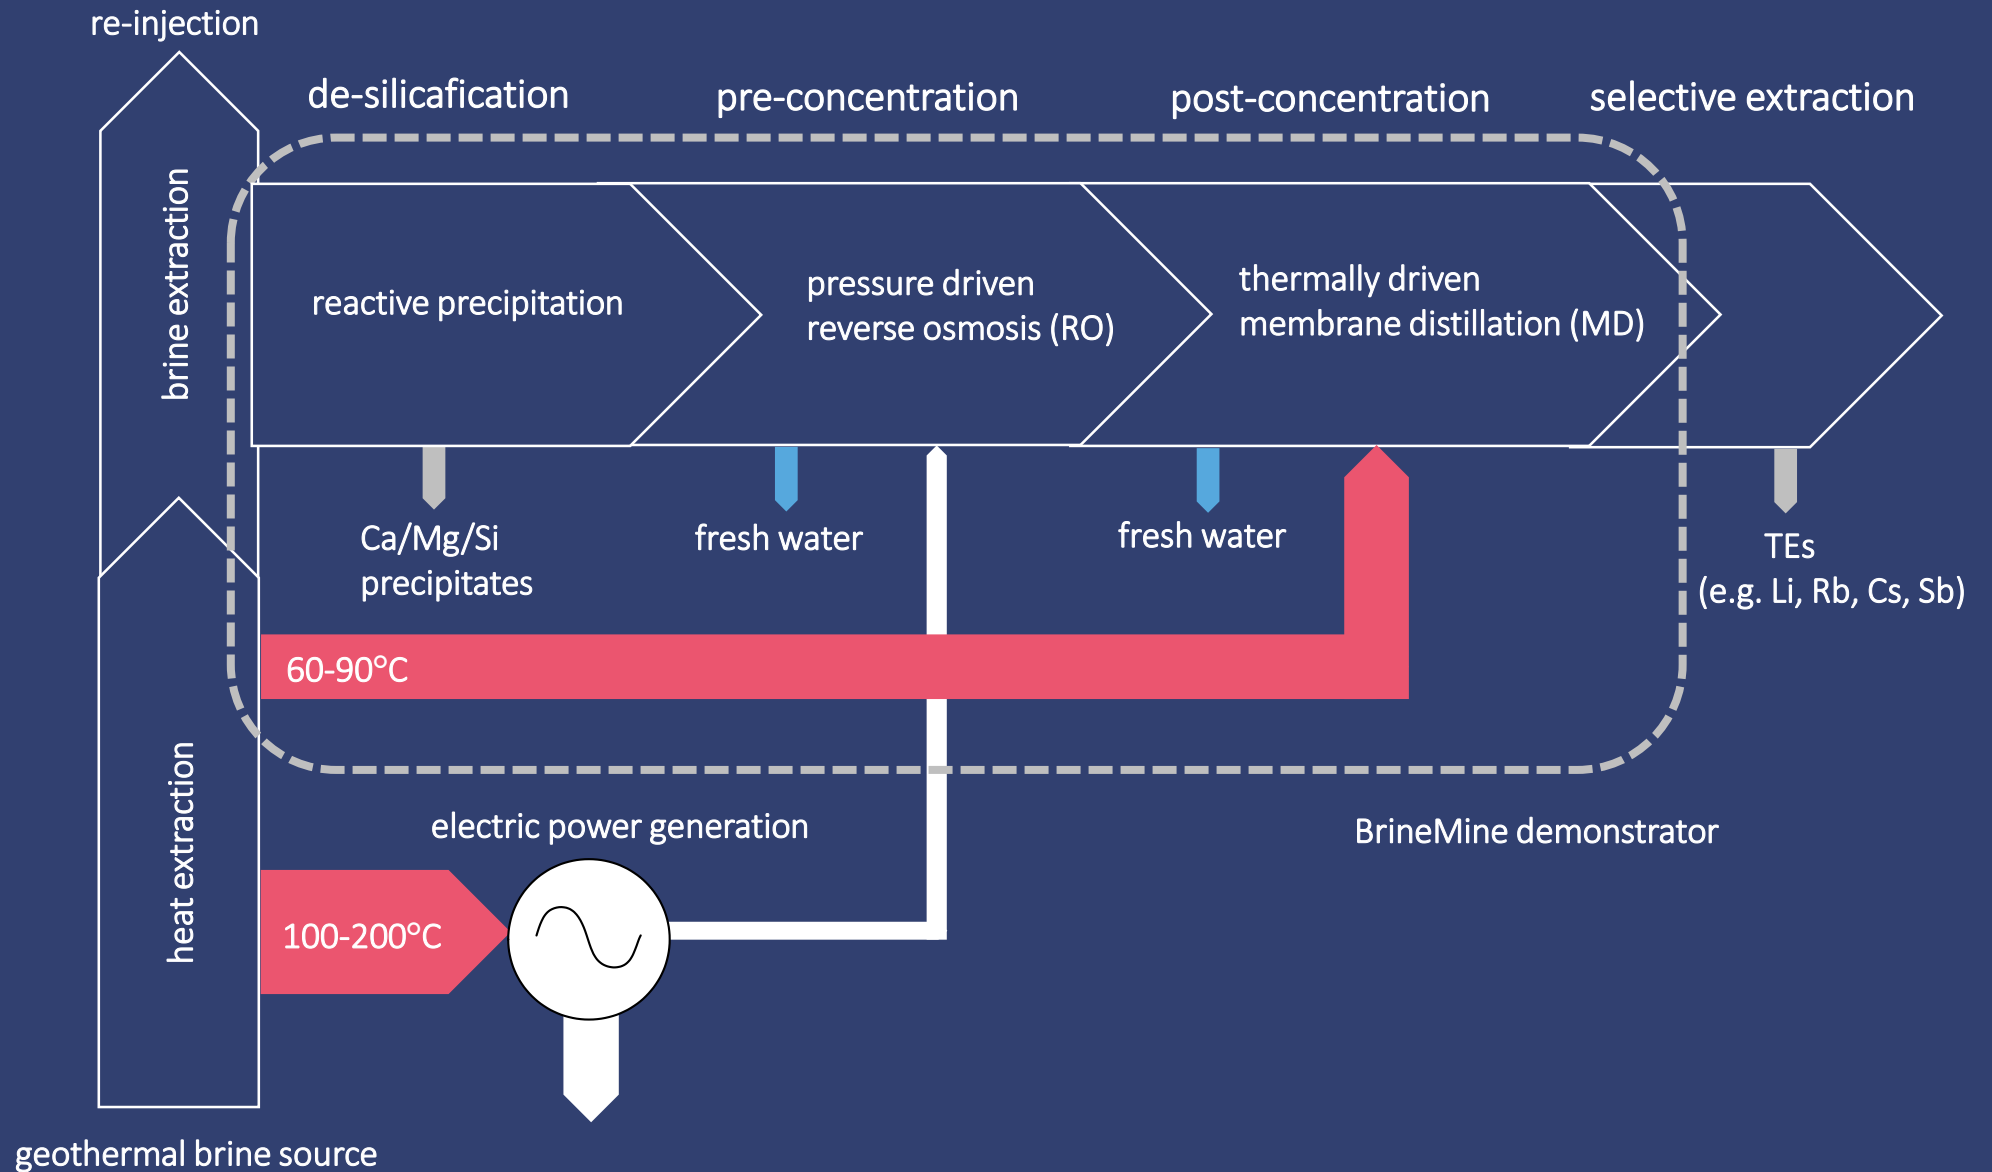 re-injection
de-silicafication
pre-concentration
post-concentration
selective extraction
brine extraction
reactive precipitation
pressure driven
reverse osmosis (RO)
thermally driven
membrane distillation (MD)
Ca/Mg/Si
precipitates
fresh water
fresh water
TEs
(e.g. Li, Rb, Cs, Sb)
60-90°C
heat extraction
electric power generation
BrineMine demonstrator
100-200°C
geothermal brine source